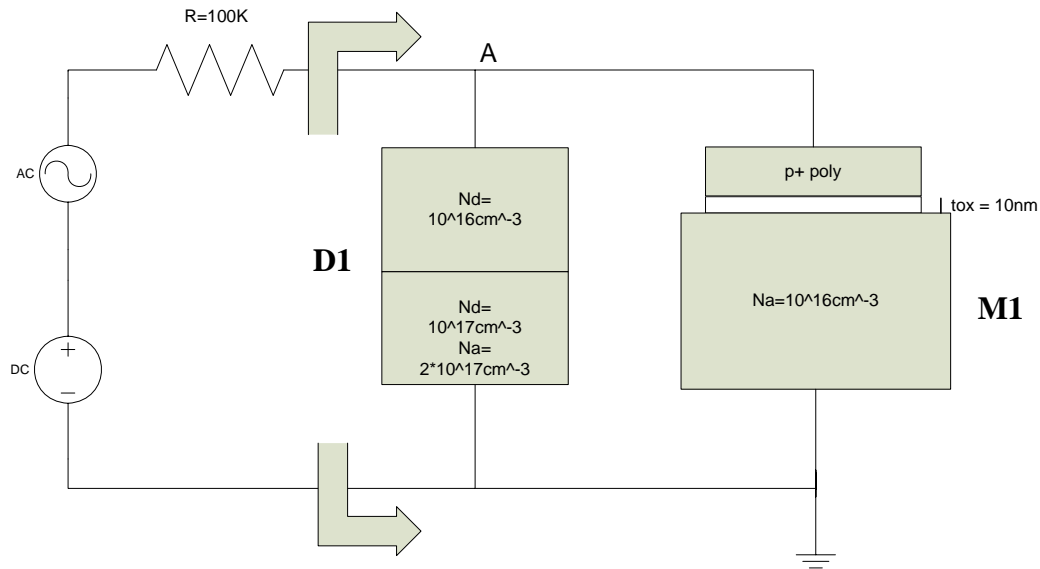 R=100K
A
AC
p+ poly
tox = 10nm
Nd=
10^16cm^-3
D1
Nd=
10^17cm^-3
Na=
2*10^17cm^-3
Na=10^16cm^-3
M1
+
DC
−